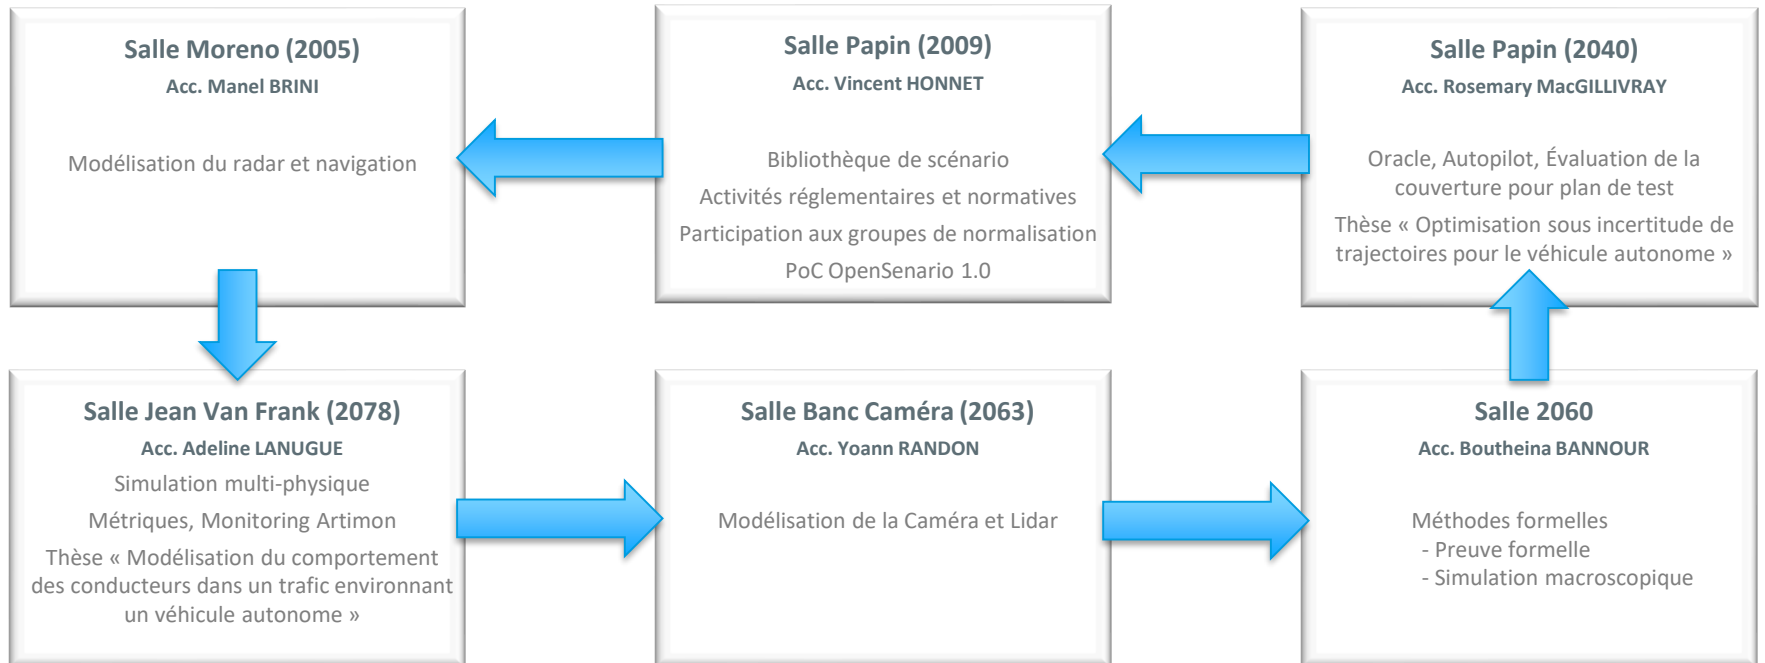 Salle Moreno (2005)
Acc. Manel BRINI
Modélisation du radar et navigation
Salle Papin (2009)
Acc. Vincent HONNET
Bibliothèque de scénario
Activités réglementaires et normatives
Participation aux groupes de normalisation
PoC OpenSenario 1.0
Salle Papin (2040)
Acc. Rosemary MacGILLIVRAY
Oracle, Autopilot, Évaluation de la
couverture pour plan de test
Thèse « Optimisation sous incertitude de
trajectoires pour le véhicule autonome »
Salle Jean Van Frank (2078)
Acc. Adeline LANUGUE
Simulation multi-physique
Métriques, Monitoring Artimon
Thèse « Modélisation du comportement
des conducteurs dans un trafic environnant
un véhicule autonome »
Salle Banc Caméra (2063)
Acc. Yoann RANDON
Modélisation de la Caméra et Lidar
Salle 2060
Acc. Boutheina BANNOUR
Méthodes formelles
- Preuve formelle
- Simulation macroscopique